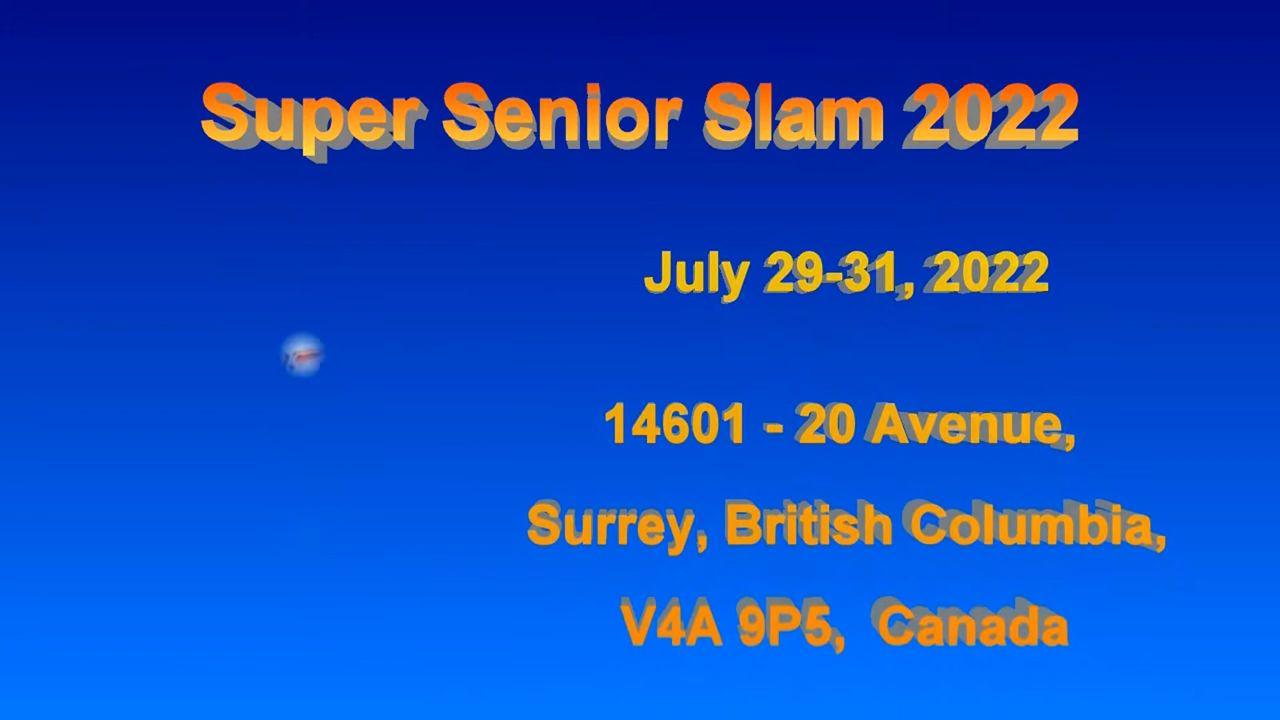 Super Senior Slam 2022
July 29-31, 2022
14601 - 20 Avenue,
Surrey, British Columbia,
V4A 9P5, Canada